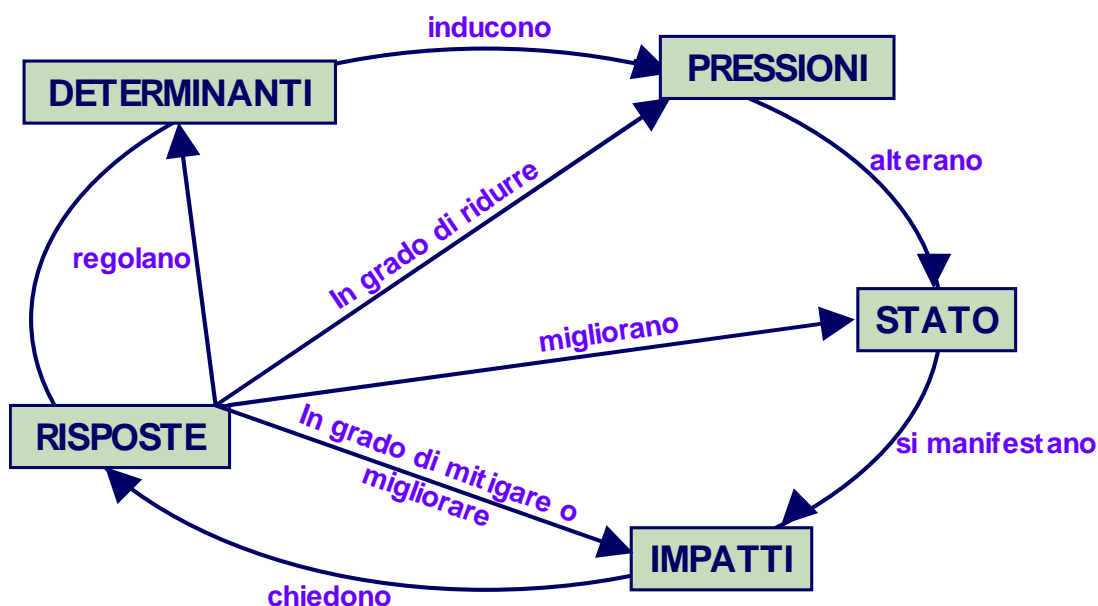 inducono
PRESSIONI
DETERMINANTI
alterano
In grado di ridurre
regolano
STATO
migliorano
RISPOSTE
In grado di mitigare o
migliorare
si manifestano
IMPATTI
chiedono